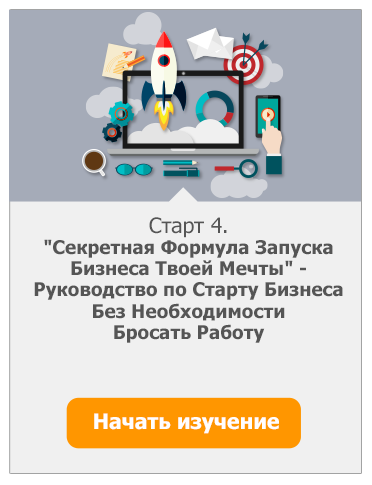 Старт 4.
"Секретная Формула Запуска
Бизнеса Твоей Мечты" -
Руководство по Старту Бизнеса
Без Необходимости
Бросать Работу
Начать изучение